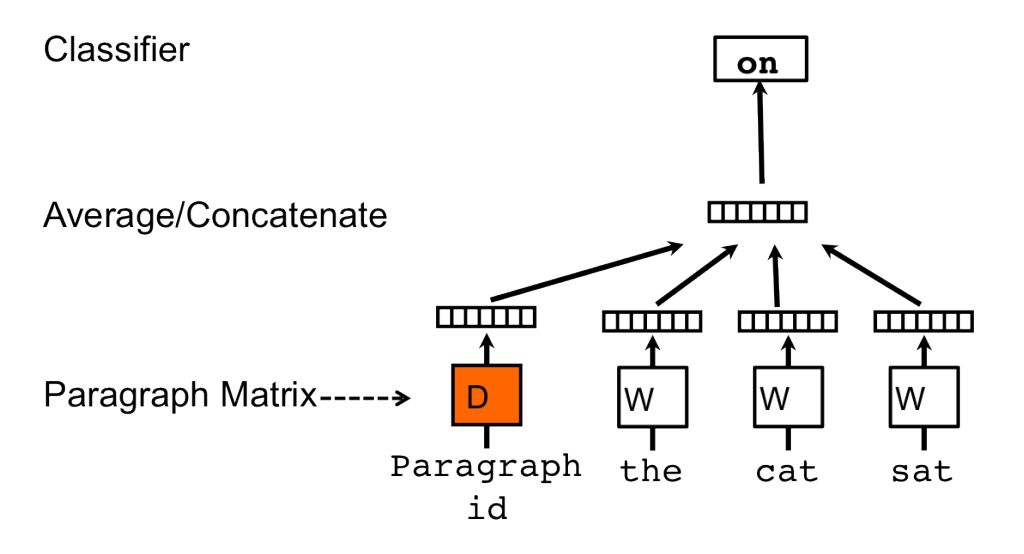 Classifier
on
Average/Concatenate
Paragraph Matrix
D
W
W
W
Paragraph
id
the
cat
sat